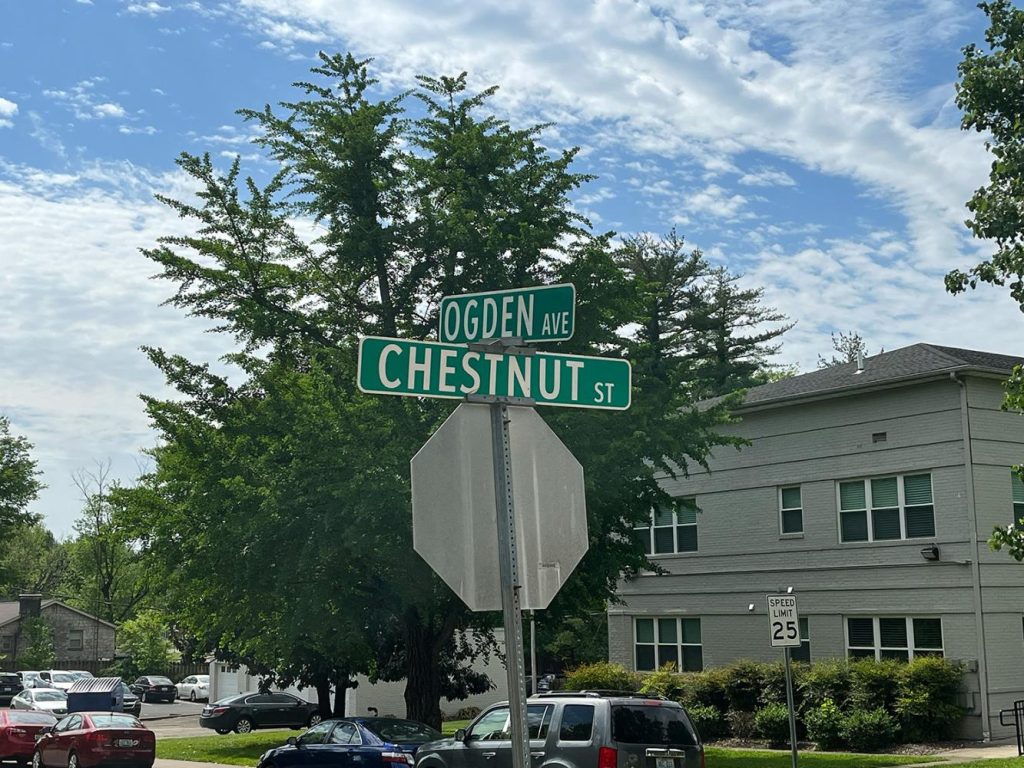 OGDEN AVE
CHESTNUT ST
SPEED
LIMIT
25